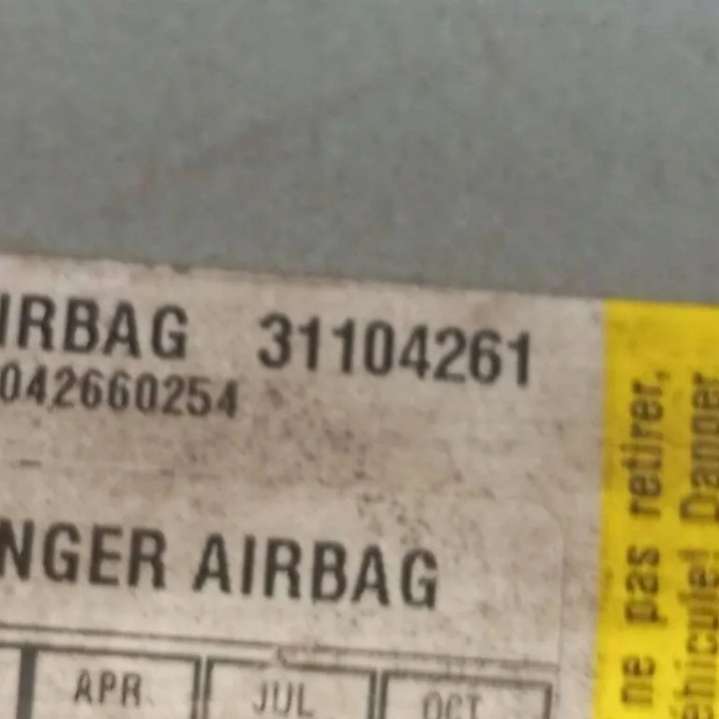 IRBAG 31104261
042660254
NGER AIRBAG
APR JUL OCT
ne pas retirer,
éhicule! Danger